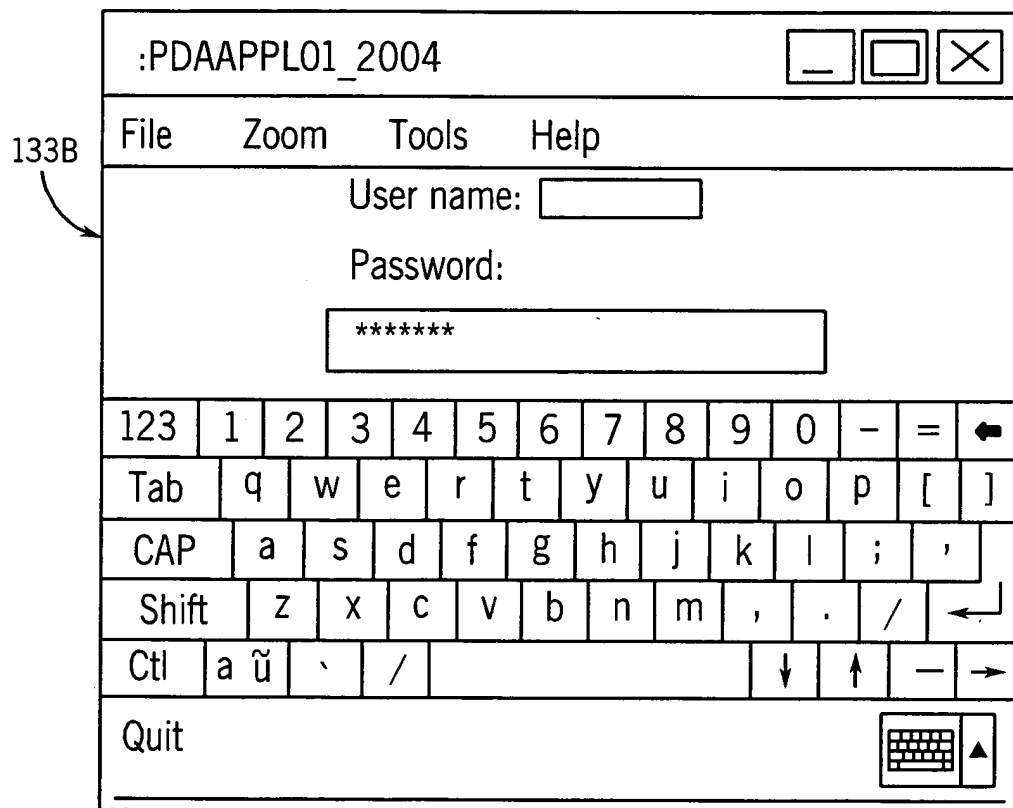 :PDAAPPL01_2004
File Zoom Tools Help
133B
User name:
Password:
*******
123 1 2 3 4 5 6 7 8 9 0 - =
Tab q w e r t y u i o p [ ]
CAP a s d f g h j k l ; '
Shift z x c v b n m , . /
Ctl a ũ ` /
Quit